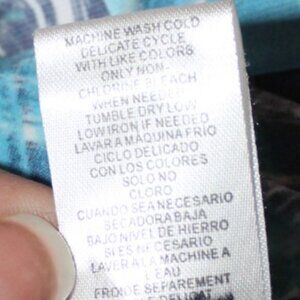 MACHINE WASH COLD
DELICATE CYCLE
WITH LIKE COLORS
ONLY NON-
CHLORINE BLEACH
WHEN NEEDED
TUMBLE DRY LOW
LOW IRON IF NEEDED
LAVAR A MAQUINA FRIO
CICLO DELICADO
CON LOS COLORES
SOLO NO
CLORO
CUANDO SEA NECESARIO
SECADORA BAJA
BAJO NIVEL DE HIERRO
SI ES NECESARIO
LAVER A LA MACHINE A
L'EAU
FROIDE SEPAREMENT